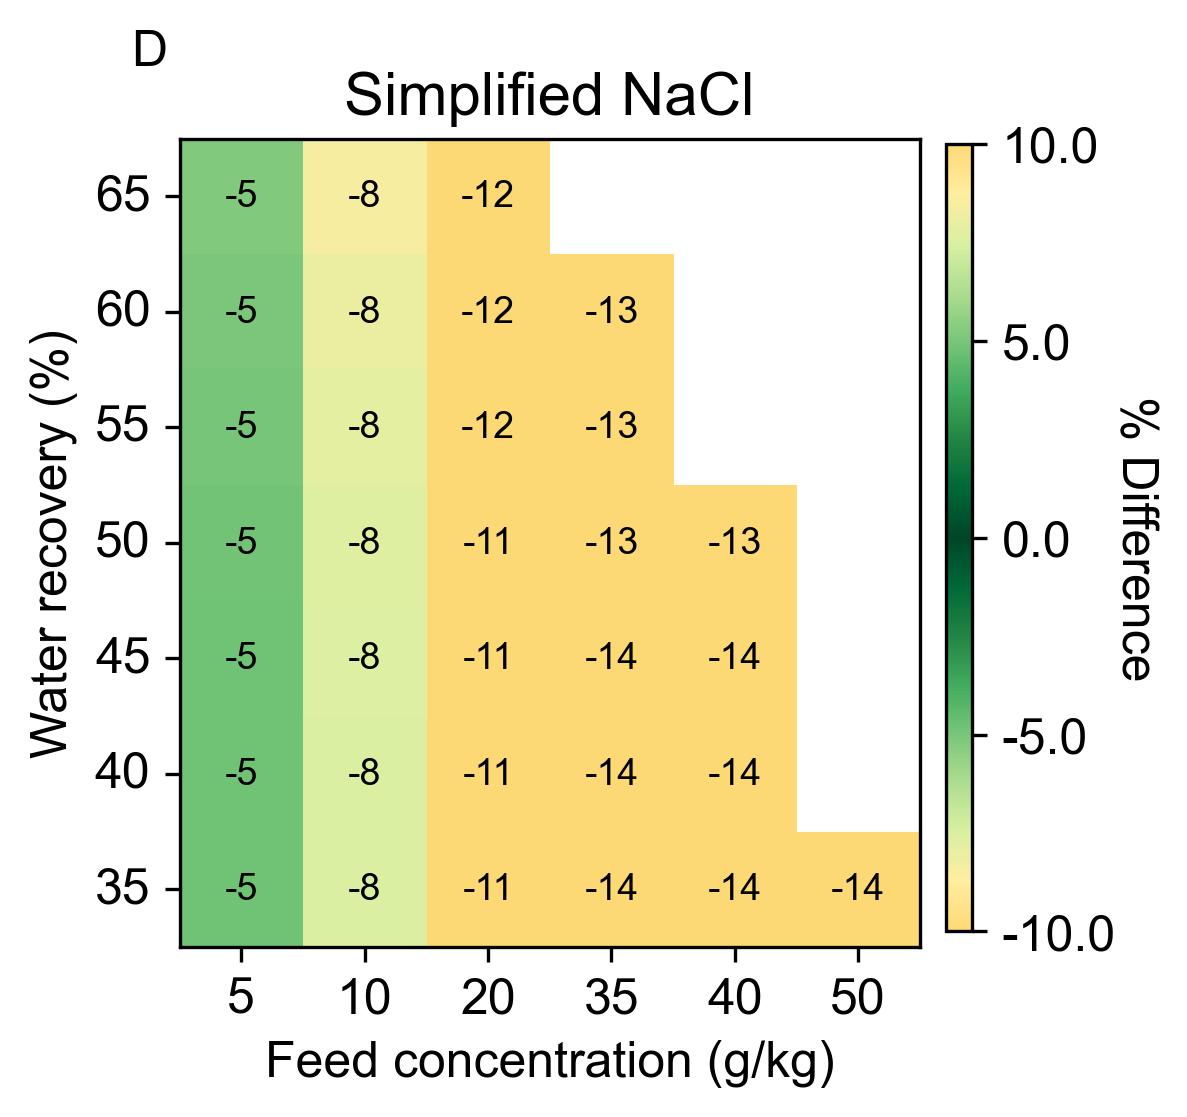 D
Simplified NaCl
Water recovery (%)
65 -5 -8 -12
60 -5 -8 -12 -13
55 -5 -8 -12 -13
50 -5 -8 -11 -13 -13
45 -5 -8 -11 -14 -14
40 -5 -8 -11 -14 -14
35 -5 -8 -11 -14 -14 -14
5 10 20 35 40 50
Feed concentration (g/kg)
10.0
5.0
0.0
-5.0
-10.0
% Difference